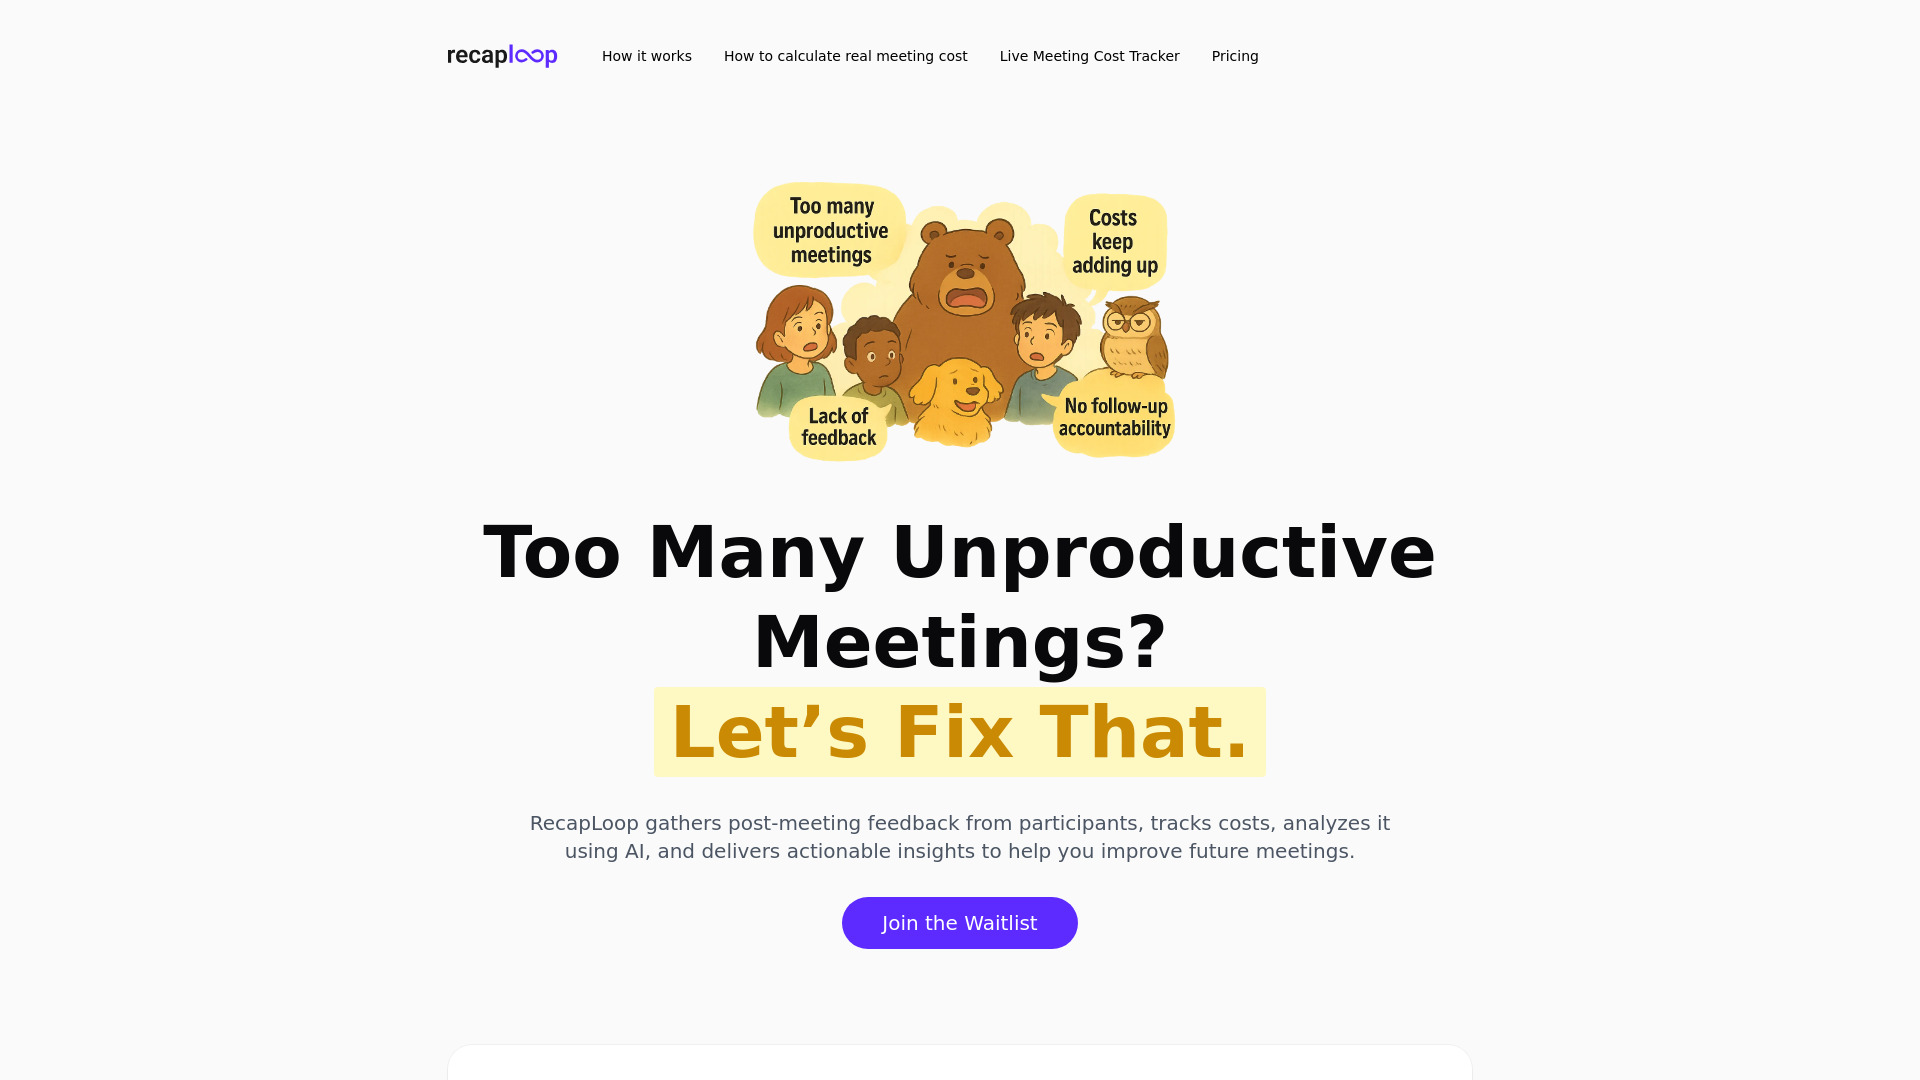 recaploop
How it works
How to calculate real meeting cost
Live Meeting Cost Tracker
Pricing
Too many
unproductive
meetings
Costs
keep
adding up
Lack of
feedback
No follow-up
accountability
Too Many Unproductive
Meetings?
Let’s Fix That.
RecapLoop gathers post-meeting feedback from participants, tracks costs, analyzes it
using AI, and delivers actionable insights to help you improve future meetings.
Join the Waitlist